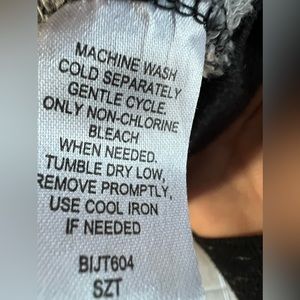 MACHINE WASH
COLD SEPARATELY
GENTLE CYCLE.
ONLY NON-CHLORINE
BLEACH
WHEN NEEDED.
TUMBLE DRY LOW,
REMOVE PROMPTLY,
USE COOL IRON
IF NEEDED
BIJT604
SZT